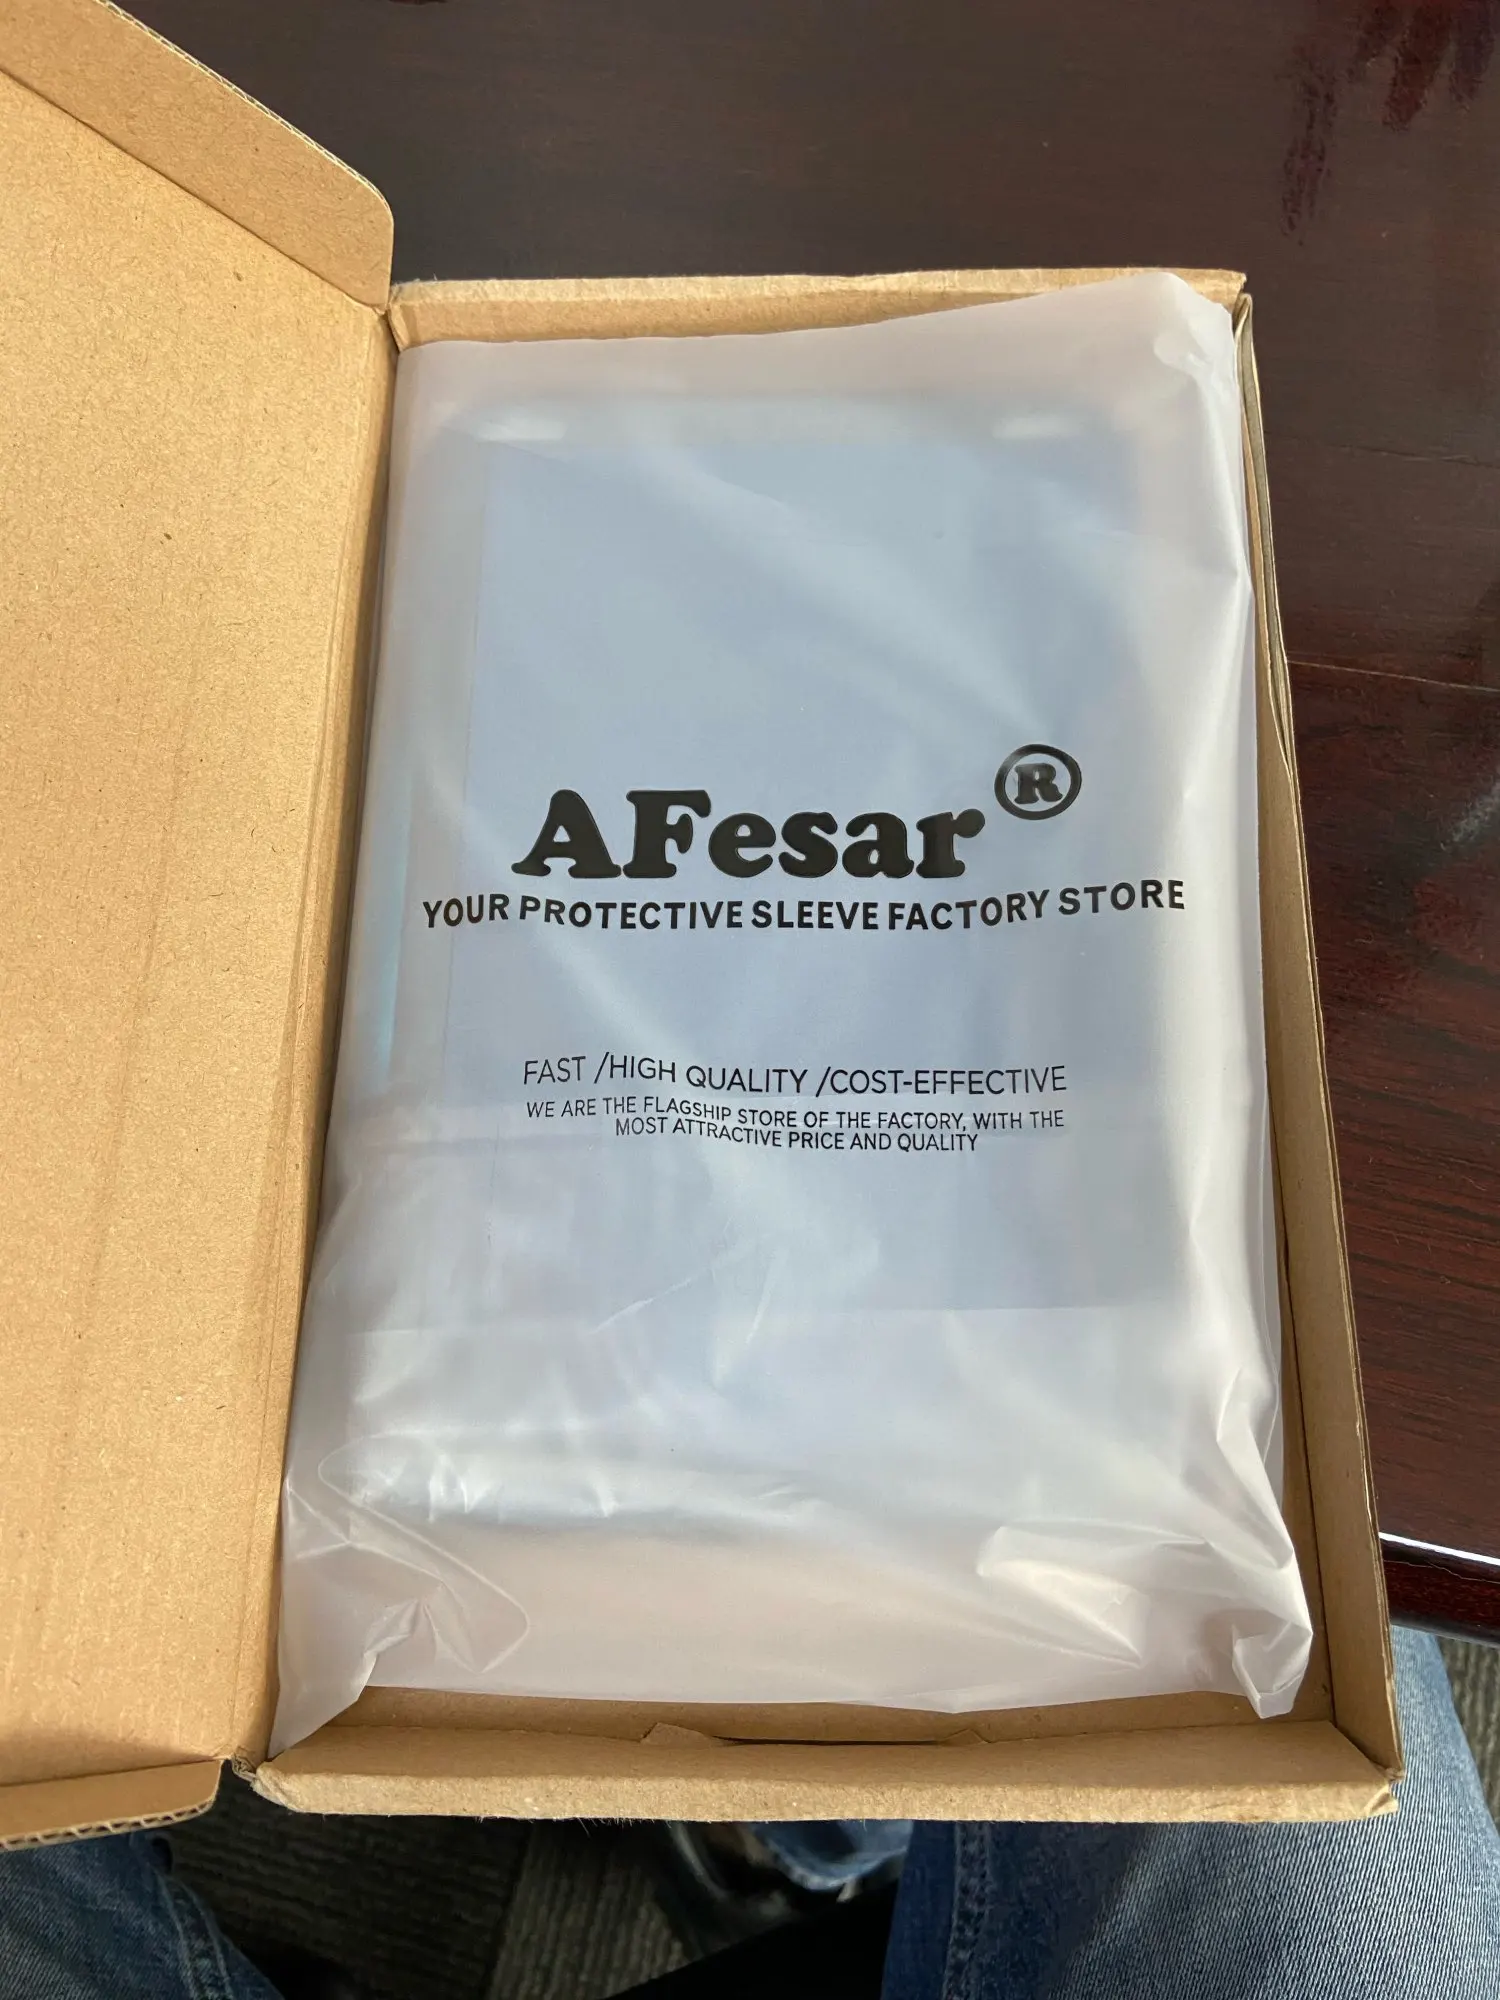 AFesar®
YOUR PROTECTIVE SLEEVE FACTORY STORE
FAST /HIGH QUALITY /COST-EFFECTIVE
WE ARE THE FLAGSHIP STORE OF THE FACTORY, WITH THE
MOST ATTRACTIVE PRICE AND QUALITY